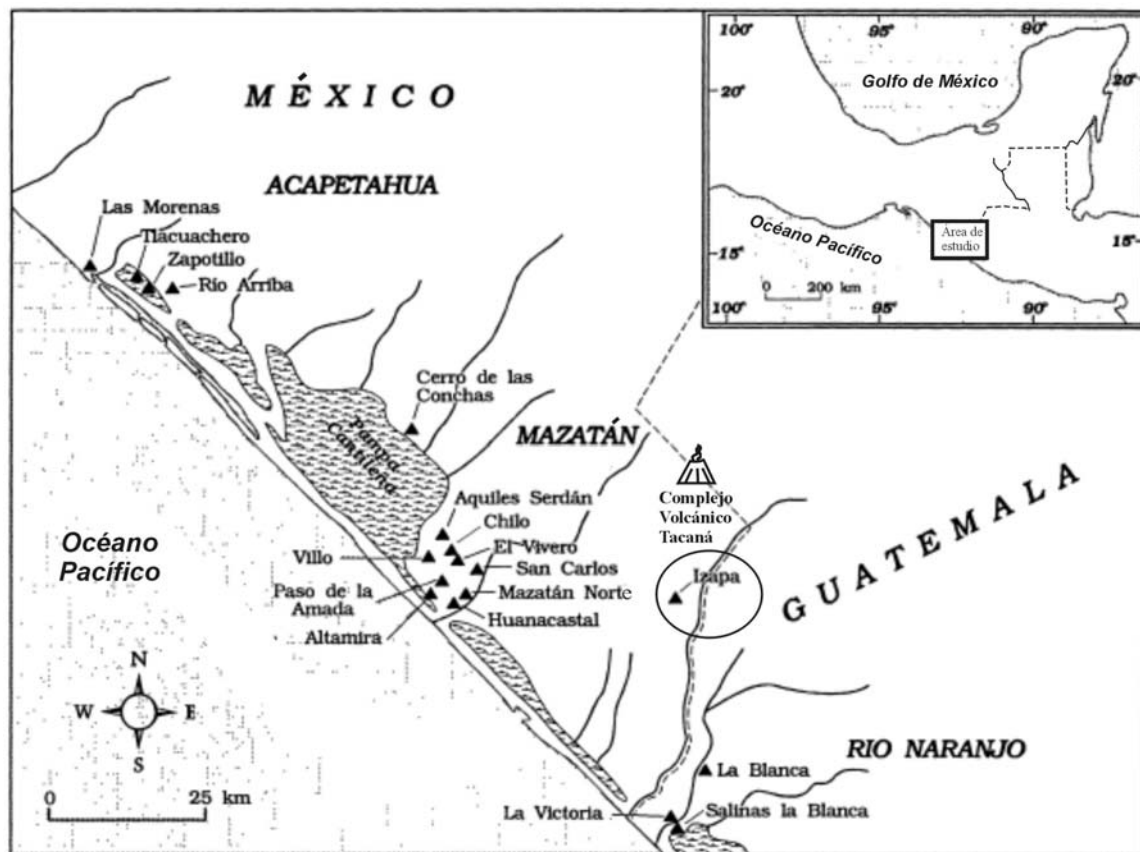 MÉXICO
ACAPETAHUA
Las Morenas
Tlacuachero
Zapotillo
Río Arriba
Cerro de las
Conchas
Pampa
Cantileña
MAZATÁN
Aquiles Serdán
Chilo
El Vivero
Villo
San Carlos
Paso de la
Amada
Mazatán Norte
Altamira
Huanacastal
Océano
Pacífico
Complejo
Volcánico
Tacaná
Izapa
GUATEMALA
N
W
E
S
0
25 km
RIO NARANJO
La Blanca
La Victoria
Salinas la Blanca
100°
95°
90°
Golfo de México
20°
20°
Océano Pacífico
Area de
estudio
15°
15°
0
200 km
100°
95°
90°